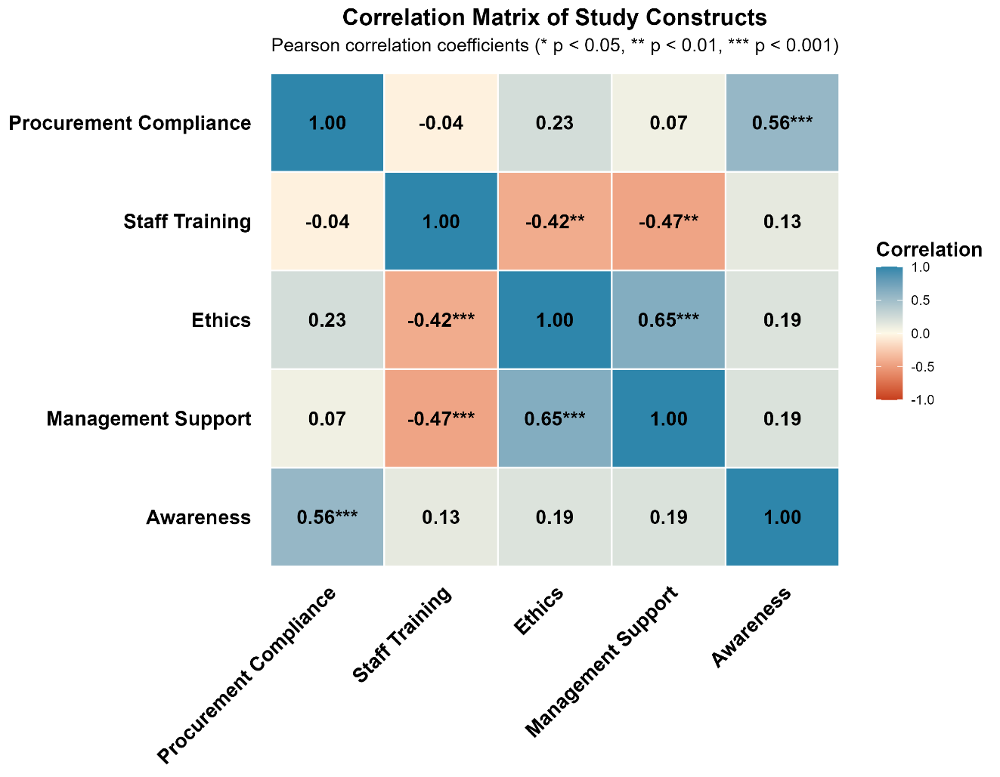 Correlation Matrix of Study Constructs
Pearson correlation coefficients (* p < 0.05, ** p < 0.01, *** p < 0.001)
Procurement Compliance 1.00 -0.04 0.23 0.07 0.56***
Staff Training -0.04 1.00 -0.42** -0.47** 0.13
Ethics 0.23 -0.42*** 1.00 0.65*** 0.19
Management Support 0.07 -0.47*** 0.65*** 1.00 0.19
Awareness 0.56*** 0.13 0.19 0.19 1.00
Procurement Compliance
Staff Training
Ethics
Management Support
Awareness
Correlation
1.0
0.5
0.0
-0.5
-1.0